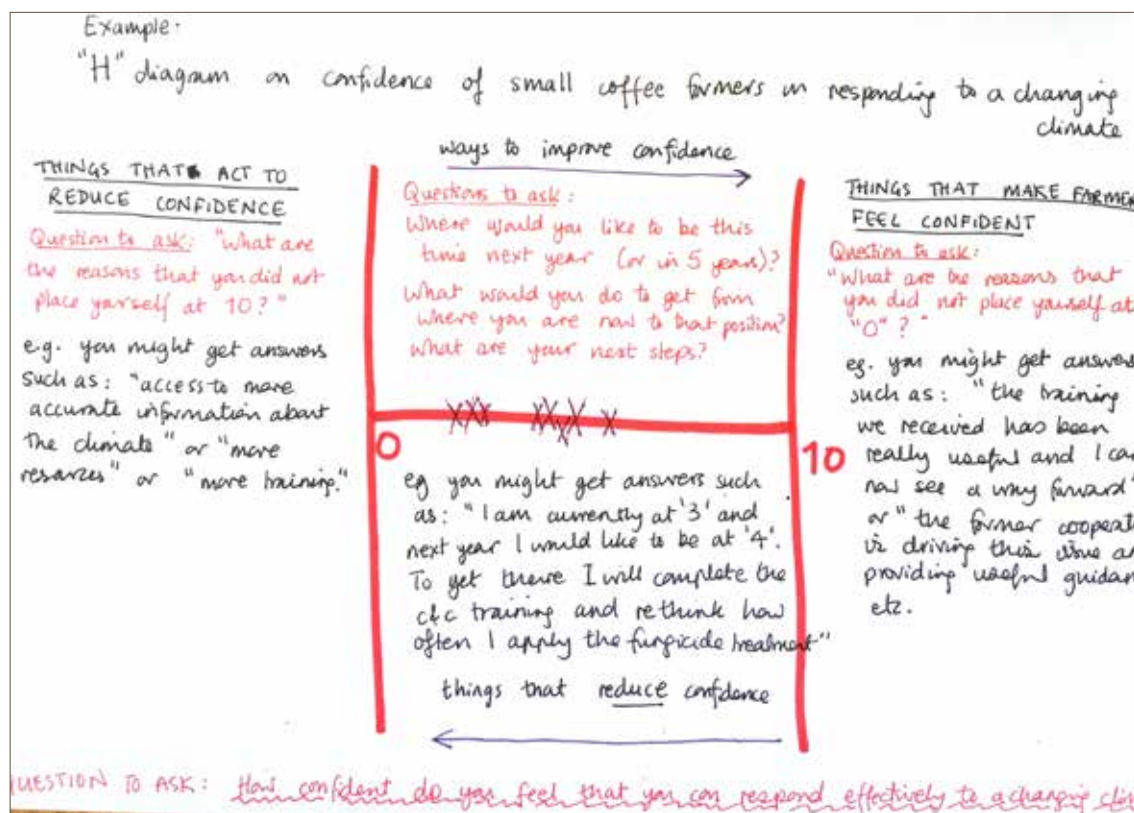 Example.
"H" diagram on confidence of small coffee farmers in responding to a changing
climate
THINGS THAT ACT TO
REDUCE CONFIDENCE
Question to ask: "What are
the reasons that you did not
place yourself at 10?"
e.g. you might get answers
such as: "access to more
accurate information about
the climate" or "more
resources" or "more training."
ways to improve confidence
Questions to ask:
Where would you like to be this
time next year (or in 5 years)?
What would you do to get from
where you are now to that position?
What are your next steps?
0
10
eg you might get answers such
as: "I am currently at '3' and
next year I would like to be at '4'.
To get there I will complete the
c&c training and rethink how
often I apply the fungicide treatment"
things that reduce confidence
THINGS THAT MAKE FARMER
FEEL CONFIDENT
Question to ask:
"What are the reasons that
you did not place yourself at
"0"?"
eg. you might get answers
such as: "the training
we received has been
really useful and I can
now see a way forward"
or "the farmer cooperat
is driving this issue an
providing useful guidan
etc.
UESTION TO ASK: How confident do you feel that you can respond effectively to a changing clim